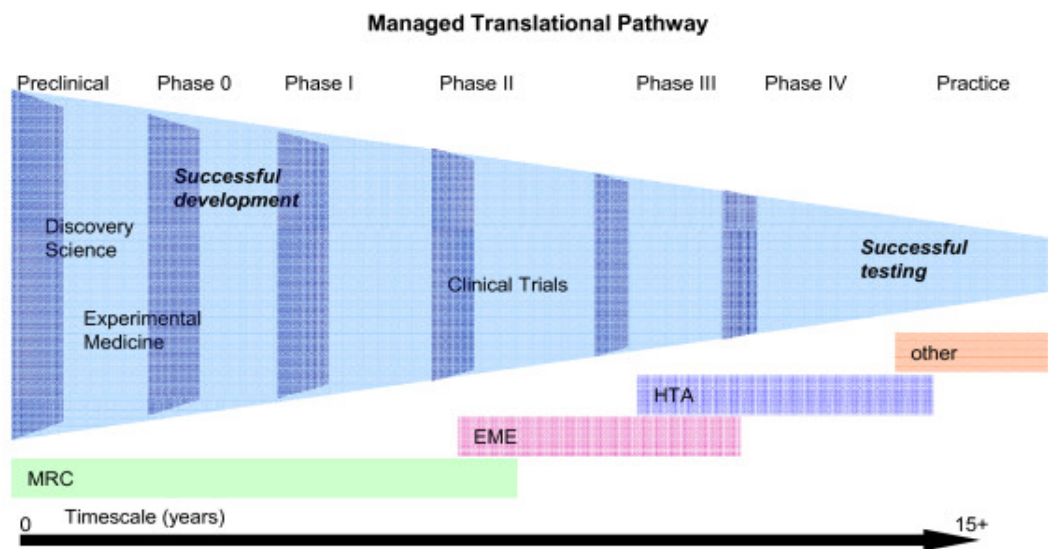 Managed Translational Pathway
Preclinical Phase 0 Phase I Phase II Phase III Phase IV Practice
Successful
development
Discovery
Science
Experimental
Medicine
Clinical Trials
Successful
testing
other
HTA
EME
MRC
0 Timescale (years) 15+